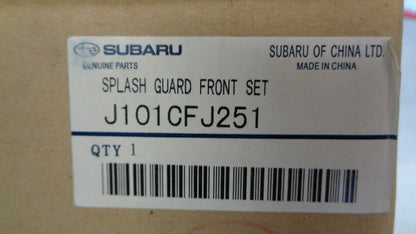 SUBARU
GENUINE PARTS
SUBARU OF CHINA LTD.
MADE IN CHINA
SPLASH GUARD FRONT SET
J101CFJ251
QTY 1